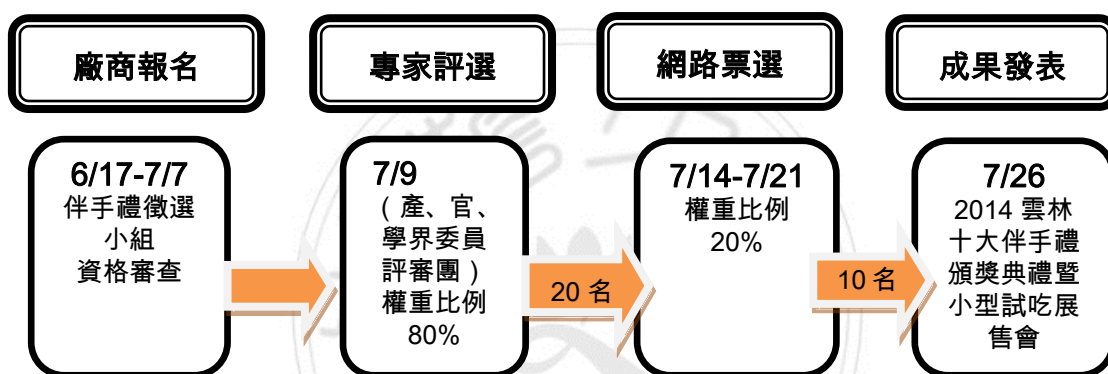 廠商報名
專家評選
網路票選
成果發表
6/17-7/7
伴手禮徵選
小組
資格審查
7/9
（產、官、
學界委員
評審團）
權重比例
80%
20 名
7/14-7/21
權重比例
20%
10 名
7/26
2014 雲林
十大伴手禮
頒獎典禮暨
小型試吃展
售會